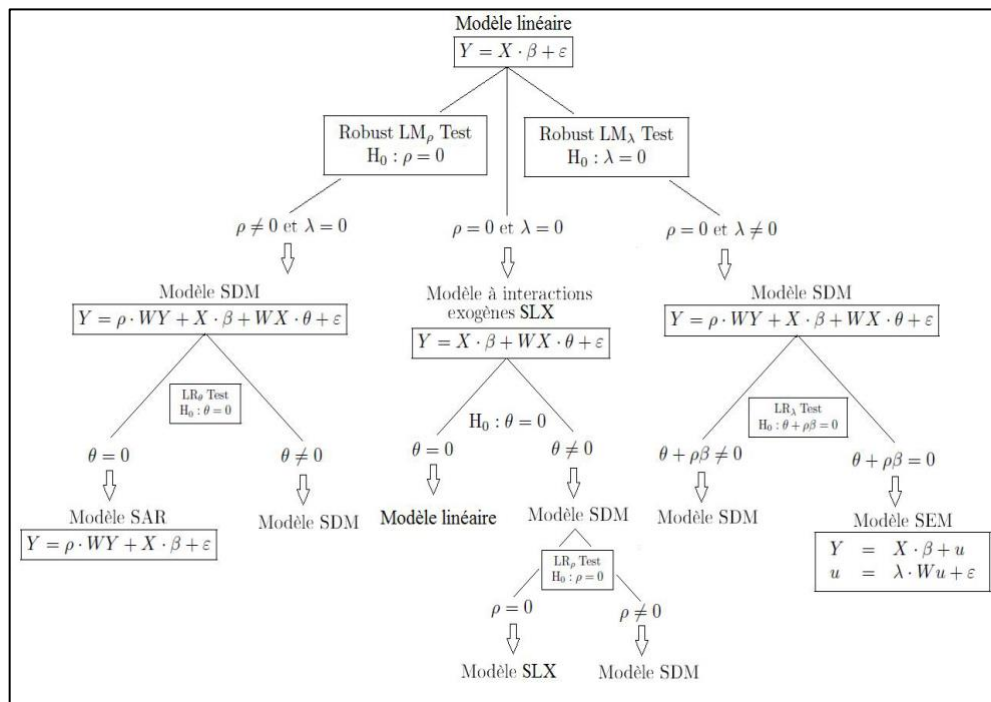 Modèle linéaire
Y = X · β + ε
Robust LMρ Test
H0 : ρ = 0
Robust LMλ Test
H0 : λ = 0
ρ ≠ 0 et λ = 0
ρ = 0 et λ = 0
ρ = 0 et λ ≠ 0
Modèle SDM
Y = ρ · WY + X · β + WX · θ + ε
Modèle à interactions
exogènes SLX
Y = X · β + WX · θ + ε
Modèle SDM
Y = ρ · WY + X · β + WX · θ + ε
LRθ Test
H0 : θ = 0
H0 : θ = 0
LRλ Test
H0 : θ + ρβ = 0
θ = 0
θ ≠ 0
θ = 0
θ ≠ 0
θ + ρβ ≠ 0
θ + ρβ = 0
Modèle SAR
Y = ρ · WY + X · β + ε
Modèle SDM
Modèle linéaire
Modèle SDM
Modèle SDM
Modèle SEM
Y = X · β + u
u = λ · Wu + ε
LRρ Test
H0 : ρ = 0
ρ = 0
ρ ≠ 0
Modèle SLX
Modèle SDM